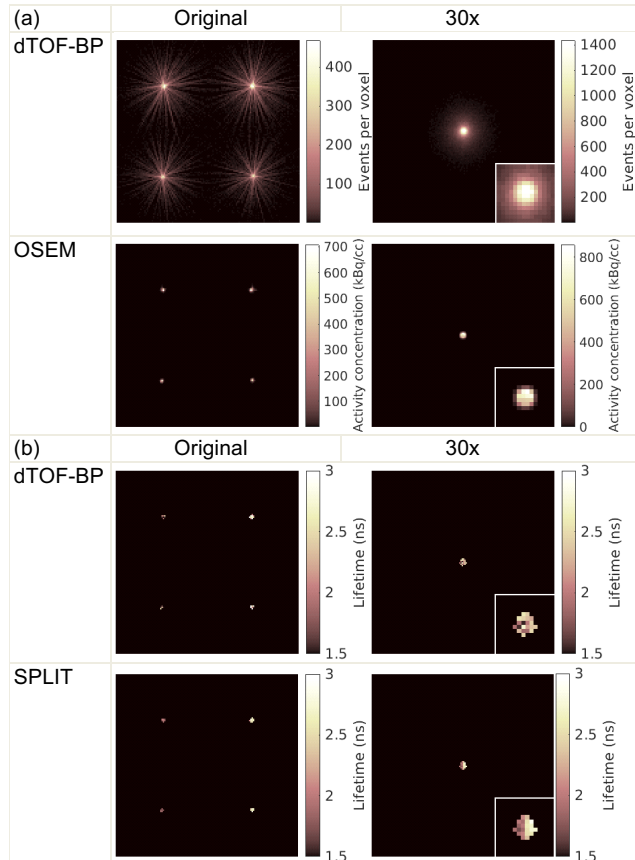 (a) Original 30x
dTOF-BP
400
300
200
100
Events per voxel
1400
1200
1000
800
600
400
200
Events per voxel
OSEM
700
600
500
400
300
200
100
Activity concentration (kBq/cc)
800
600
400
200
0
Activity concentration (kBq/cc)
(b) Original 30x
dTOF-BP
3
2.5
2
1.5
Lifetime (ns)
3
2.5
2
1.5
Lifetime (ns)
SPLIT
3
2.5
2
1.5
Lifetime (ns)
3
2.5
2
1.5
Lifetime (ns)